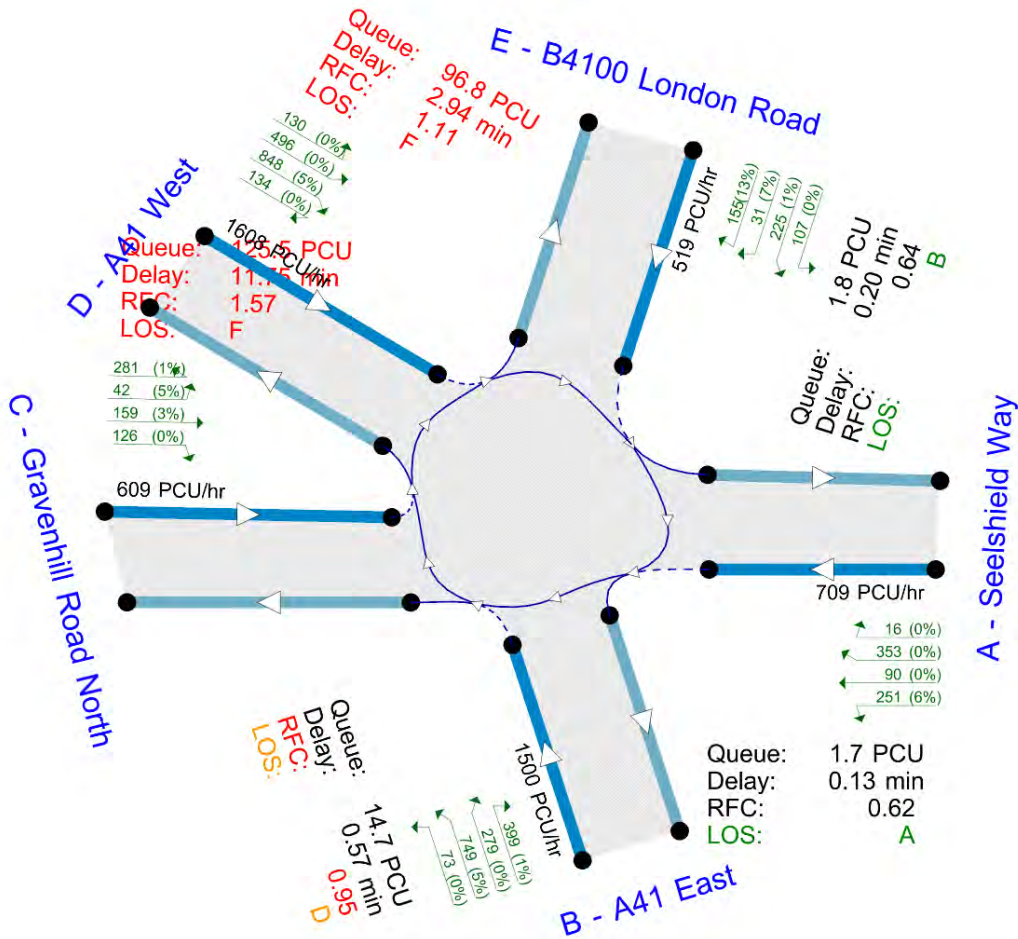 E - B4100 London Road
Queue: 96.8 PCU
Delay: 2.94 min
RFC: 1.11
LOS: F
130 (0%)
496 (0%)
848 (5%)
134 (0%)
519 PCU/hr
155(13%)
31 (7%)
225 (1%)
107 (0%)
Queue: 1.8 PCU
Delay: 0.20 min
RFC: 0.64
LOS: B
D - A41 West
1608 PCU/hr
Queue: 125.5 PCU
Delay: 11.75 min
RFC: 1.57
LOS: F
281 (1%)
42 (5%)
159 (3%)
126 (0%)
C - Gravenhill Road North
609 PCU/hr
A - Seelshield Way
709 PCU/hr
16 (0%)
353 (0%)
90 (0%)
251 (6%)
Queue: 1.7 PCU
Delay: 0.13 min
RFC: 0.62
LOS: A
B - A41 East
1500 PCU/hr
399 (1%)
279 (0%)
749 (5%)
73 (0%)
Queue: 14.7 PCU
Delay: 0.57 min
RFC: 0.95
LOS: D